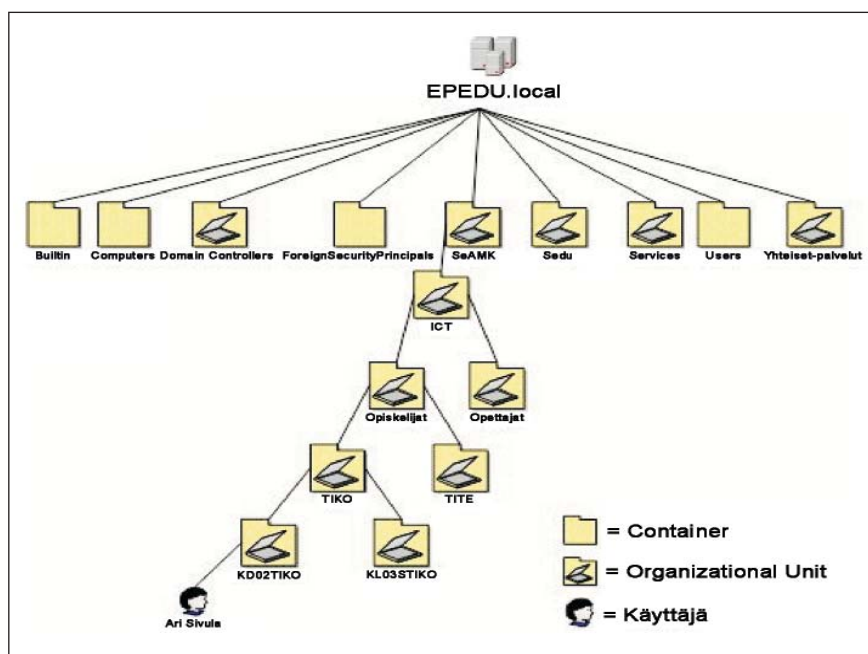 EPEDU.local
Builtin Computers Domain Controllers ForeignSecurityPrincipals SeAMK Sedu Services Users Yhteiset-palvelut
ICT
Opiskelijat Opettajat
TIKO TITE
KD02TIKO KL03STIKO
Ari Sivula
= Container
= Organizational Unit
= Käyttäjä